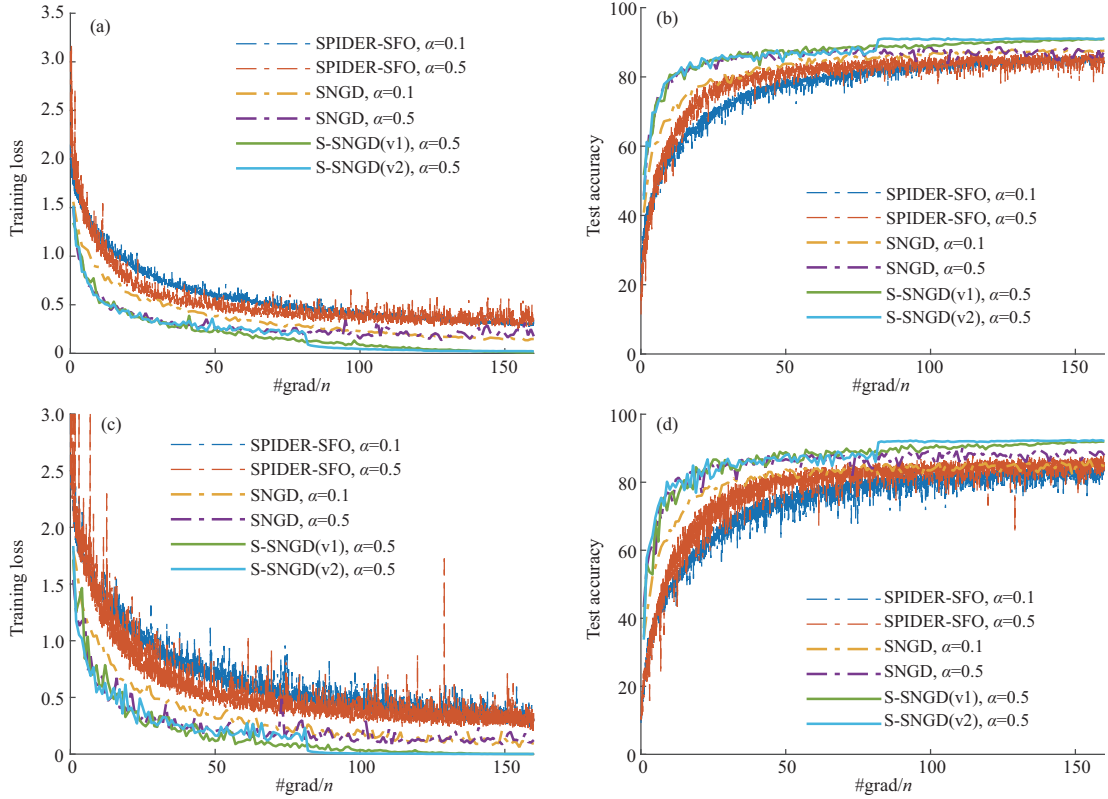 (a)
3.5
3.0
2.5
2.0
1.5
1.0
0.5
0
Training loss
SPIDER-SFO, α=0.1
SPIDER-SFO, α=0.5
SNGD, α=0.1
SNGD, α=0.5
S-SNGD(v1), α=0.5
S-SNGD(v2), α=0.5
0 50 100 150
#grad/n
(b)
100
80
60
40
20
0
Test accuracy
SPIDER-SFO, α=0.1
SPIDER-SFO, α=0.5
SNGD, α=0.1
SNGD, α=0.5
S-SNGD(v1), α=0.5
S-SNGD(v2), α=0.5
0 50 100 150
#grad/n
(c)
3.0
2.5
2.0
1.5
1.0
0.5
0
Training loss
SPIDER-SFO, α=0.1
SPIDER-SFO, α=0.5
SNGD, α=0.1
SNGD, α=0.5
S-SNGD(v1), α=0.5
S-SNGD(v2), α=0.5
0 50 100 150
#grad/n
(d)
100
80
60
40
20
0
Test accuracy
SPIDER-SFO, α=0.1
SPIDER-SFO, α=0.5
SNGD, α=0.1
SNGD, α=0.5
S-SNGD(v1), α=0.5
S-SNGD(v2), α=0.5
0 50 100 150
#grad/n